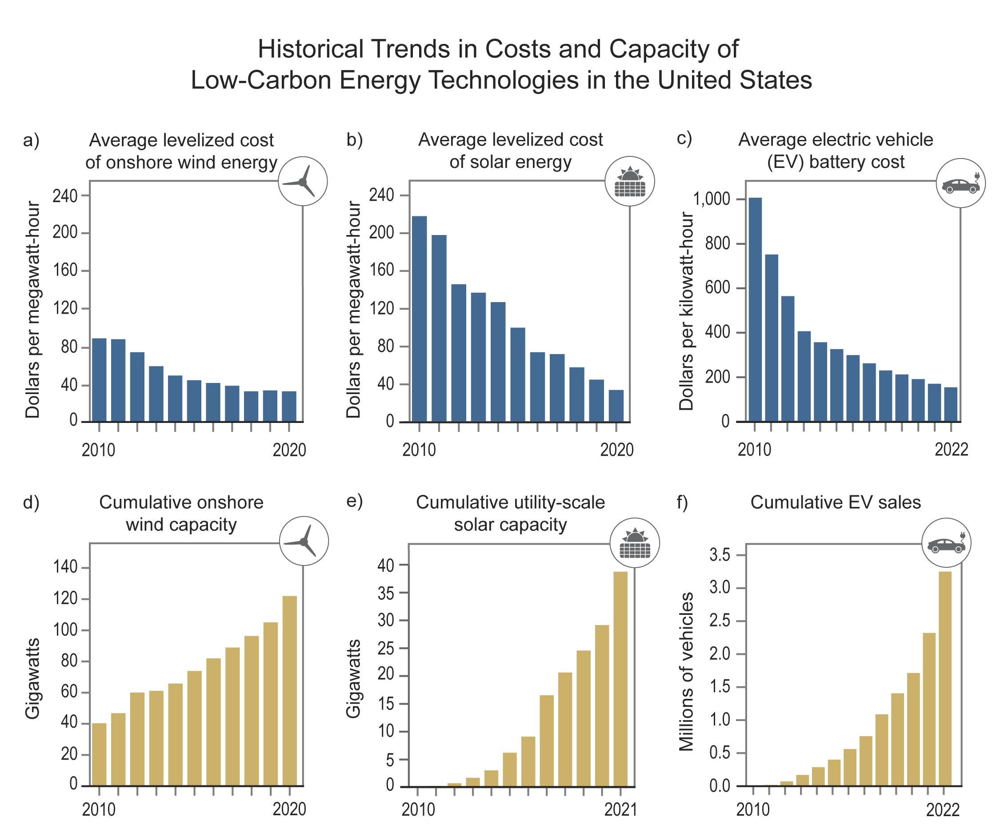 Historical Trends in Costs and Capacity of
Low-Carbon Energy Technologies in the United States
a)
Average levelized cost
of onshore wind energy
Dollars per megawatt-hour
240
200
160
120
80
40
0
2010
2020
b)
Average levelized cost
of solar energy
Dollars per megawatt-hour
240
200
160
120
80
40
0
2010
2020
c)
Average electric vehicle
(EV) battery cost
Dollars per kilowatt-hour
1,000
800
600
400
200
0
2010
2022
d)
Cumulative onshore
wind capacity
Gigawatts
140
120
100
80
60
40
20
0
2010
2020
e)
Cumulative utility-scale
solar capacity
Gigawatts
40
35
30
25
20
15
10
5
0
2010
2021
f)
Cumulative EV sales
Millions of vehicles
3.5
3.0
2.5
2.0
1.5
1.0
0.5
0.0
2010
2022